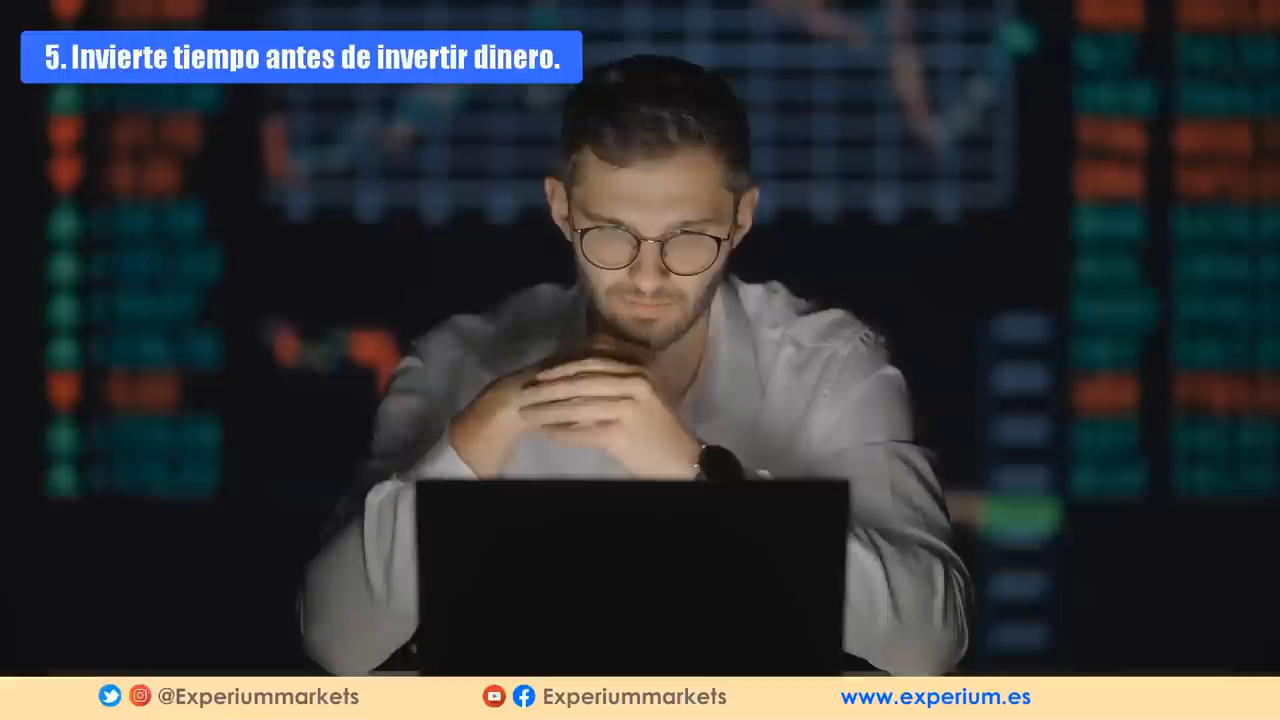 5. Invierte tiempo antes de invertir dinero.
@Experiummarkets
Experiummarkets
www.experium.es